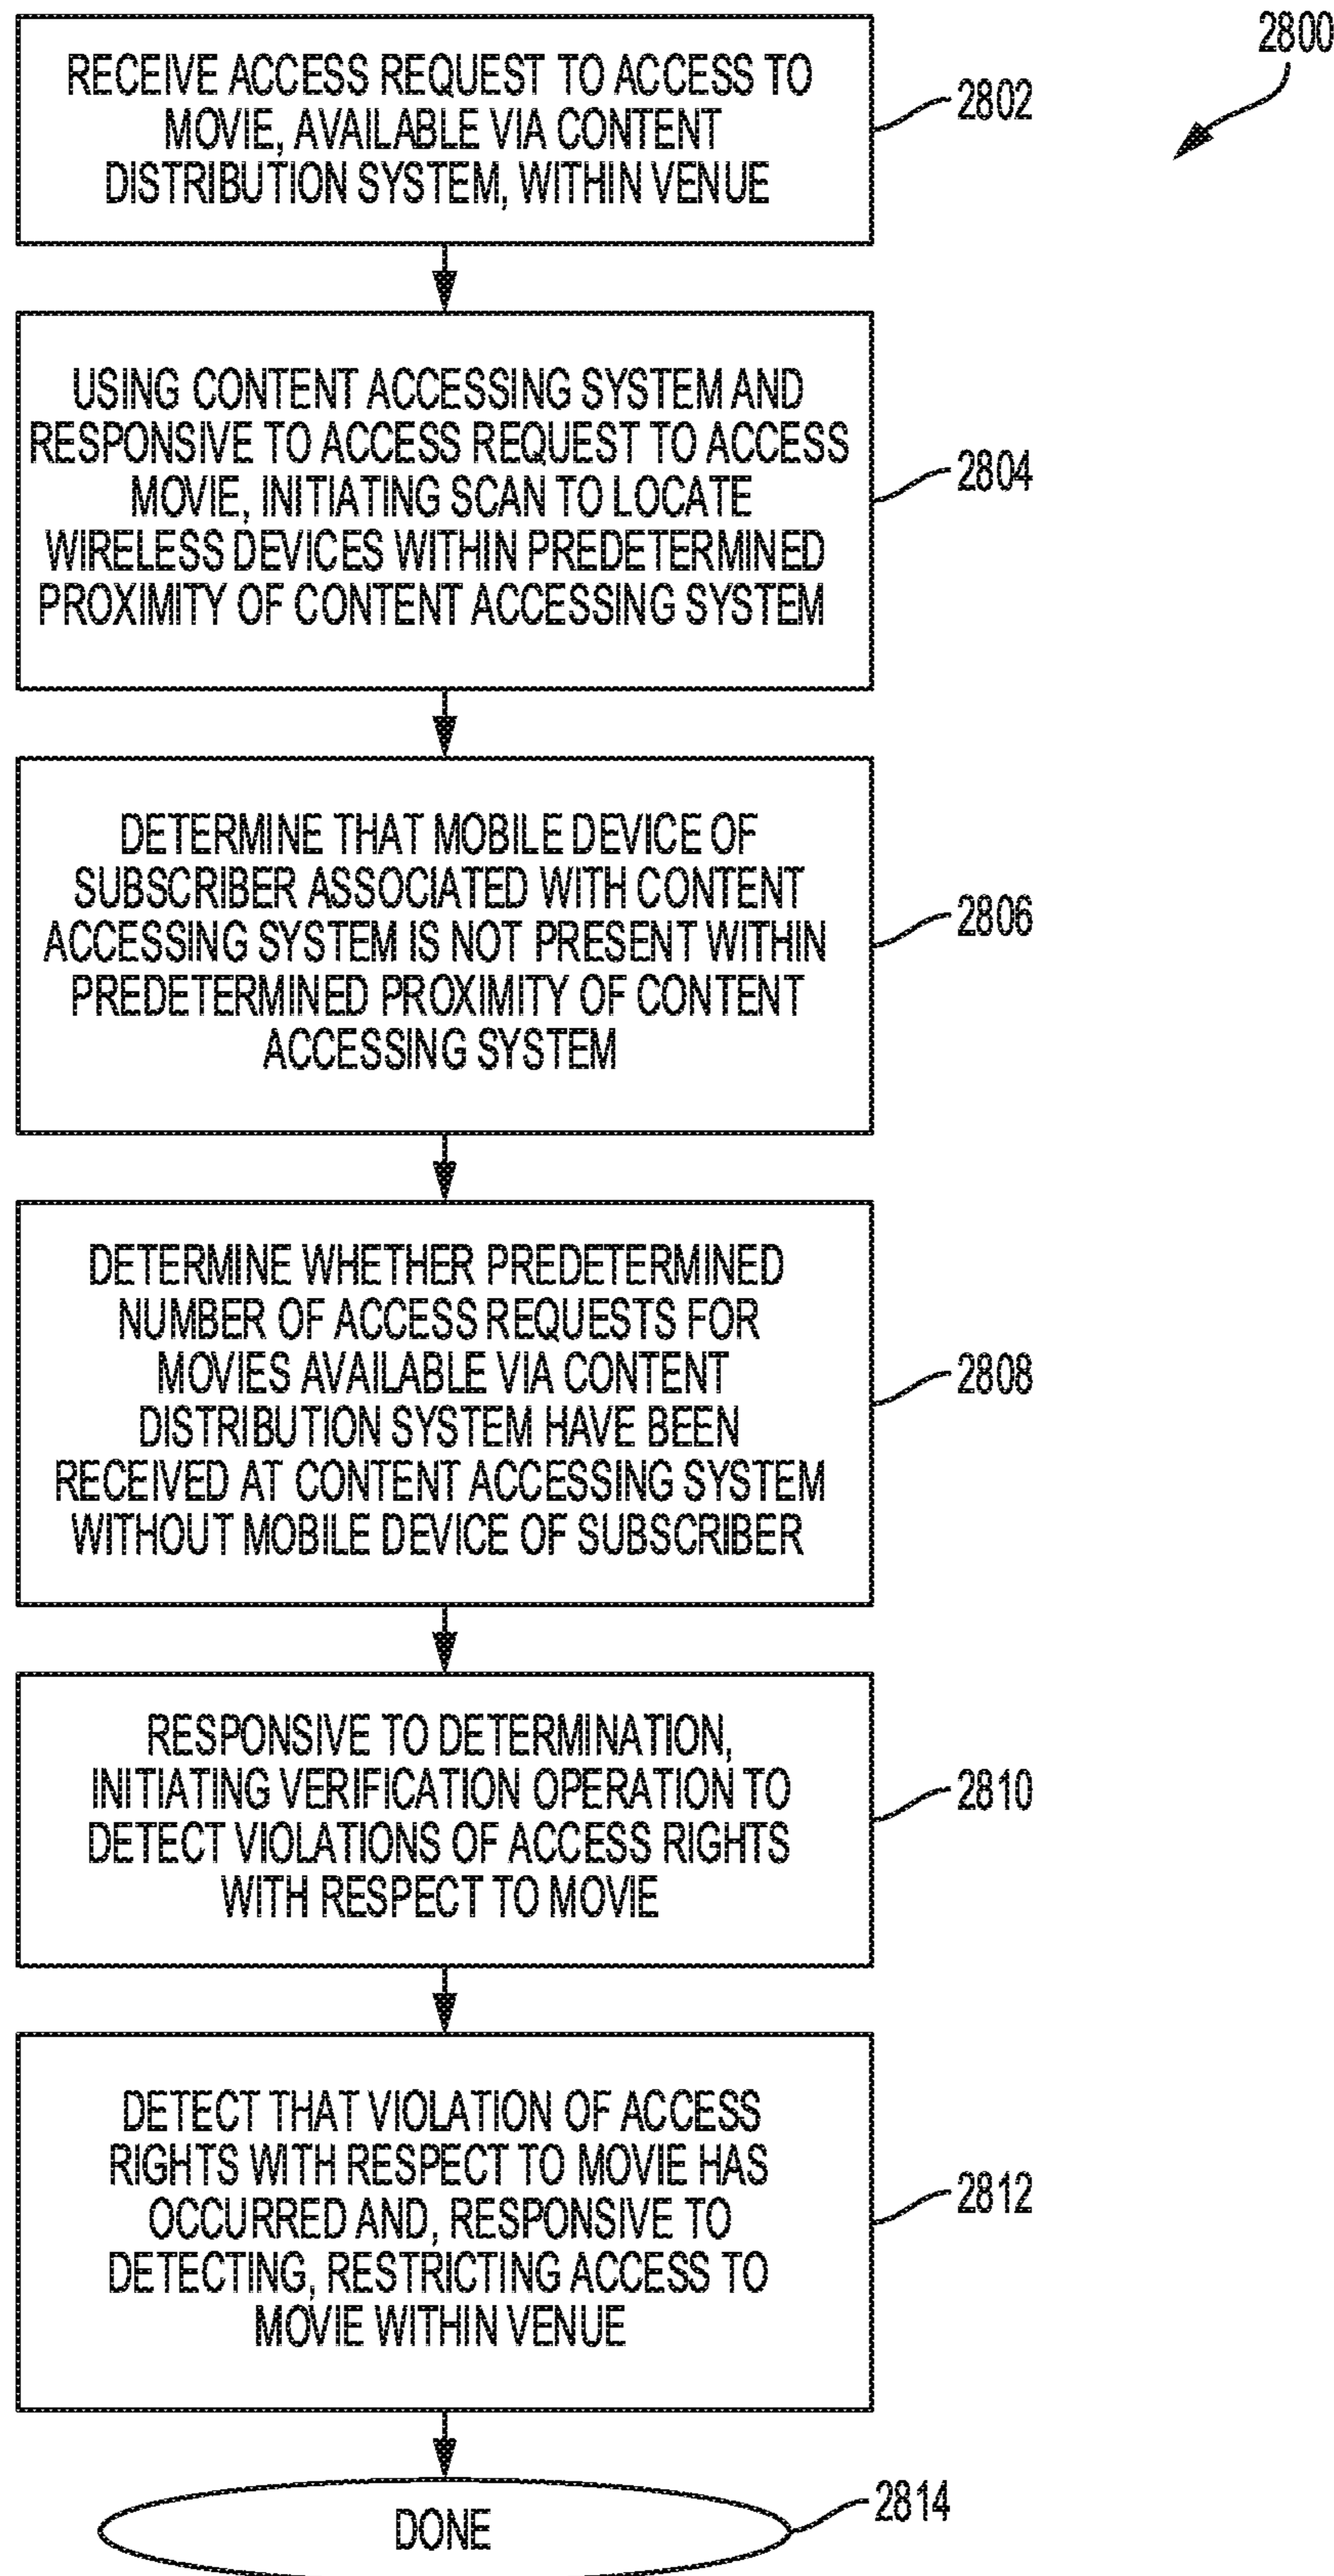 2800
RECEIVE ACCESS REQUEST TO ACCESS TO
MOVIE, AVAILABLE VIA CONTENT
DISTRIBUTION SYSTEM, WITHIN VENUE
2802
USING CONTENT ACCESSING SYSTEM AND
RESPONSIVE TO ACCESS REQUEST TO ACCESS
MOVIE, INITIATING SCAN TO LOCATE
WIRELESS DEVICES WITHIN PREDETERMINED
PROXIMITY OF CONTENT ACCESSING SYSTEM
2804
DETERMINE THAT MOBILE DEVICE OF
SUBSCRIBER ASSOCIATED WITH CONTENT
ACCESSING SYSTEM IS NOT PRESENT WITHIN
PREDETERMINED PROXIMITY OF CONTENT
ACCESSING SYSTEM
2806
DETERMINE WHETHER PREDETERMINED
NUMBER OF ACCESS REQUESTS FOR
MOVIES AVAILABLE VIA CONTENT
DISTRIBUTION SYSTEM HAVE BEEN
RECEIVED AT CONTENT ACCESSING SYSTEM
WITHOUT MOBILE DEVICE OF SUBSCRIBER
2808
RESPONSIVE TO DETERMINATION,
INITIATING VERIFICATION OPERATION TO
DETECT VIOLATIONS OF ACCESS RIGHTS
WITH RESPECT TO MOVIE
2810
DETECT THAT VIOLATION OF ACCESS
RIGHTS WITH RESPECT TO MOVIE HAS
OCCURRED AND, RESPONSIVE TO
DETECTING, RESTRICTING ACCESS TO
MOVIE WITHIN VENUE
2812
DONE
2814